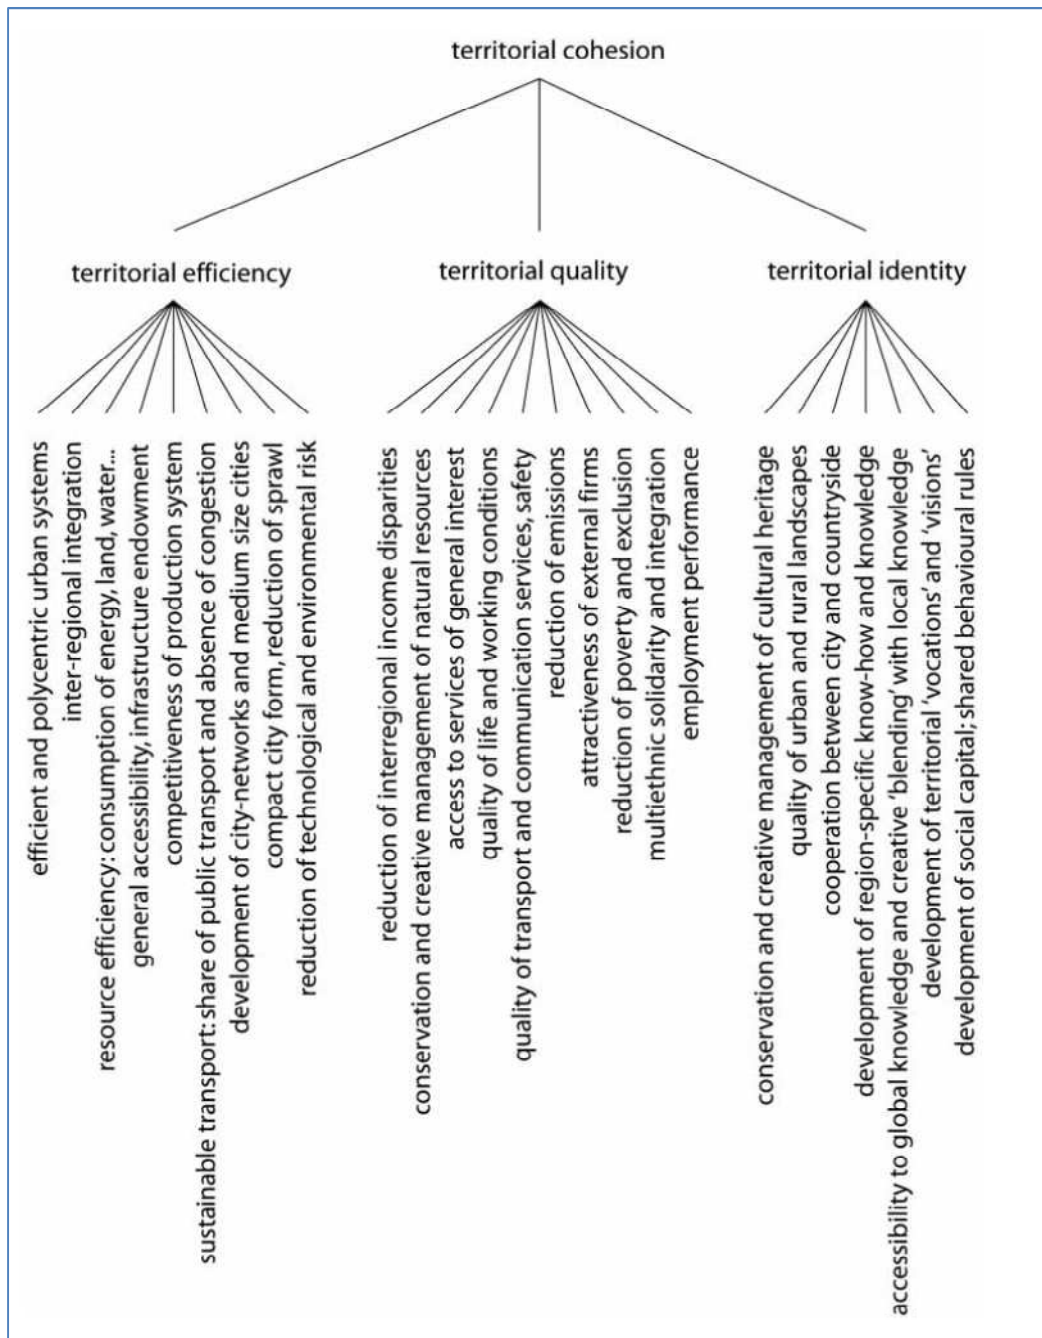 territorial cohesion
territorial efficiency
territorial quality
territorial identity
efficient and polycentric urban systems
inter-regional integration
resource efficiency: consumption of energy, land, water...
general accessibility, infrastructure endowment
competitiveness of production system
sustainable transport: share of public transport and absence of congestion
development of city-networks and medium size cities
compact city form, reduction of sprawl
reduction of technological and environmental risk
reduction of interregional income disparities
conservation and creative management of natural resources
access to services of general interest
quality of life and working conditions
quality of transport and communication services, safety
reduction of emissions
attractiveness of external firms
reduction of poverty and exclusion
multiethnic solidarity and integration
employment performance
conservation and creative management of cultural heritage
quality of urban and rural landscapes
cooperation between city and countryside
development of region-specific know-how and knowledge
accessibility to global knowledge and creative ‘blending’ with local knowledge
development of territorial ‘vocations’ and ‘visions’
development of social capital; shared behavioural rules